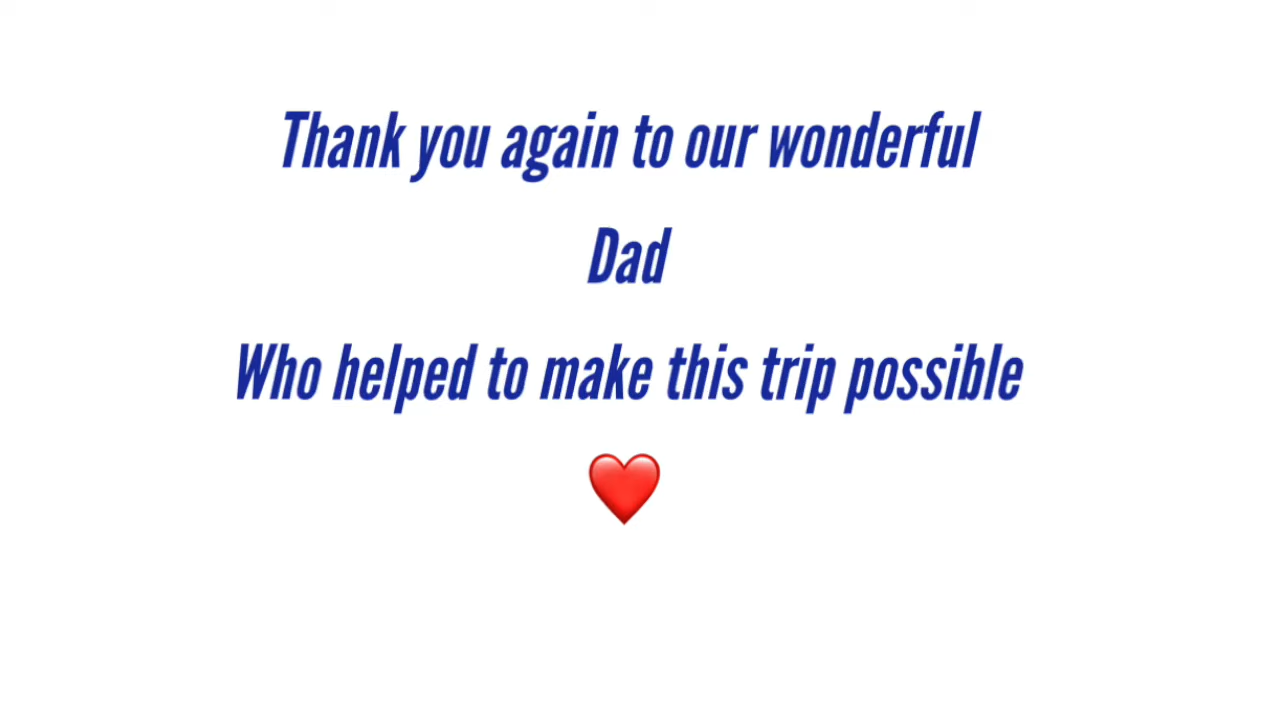 Thank you again to our wonderful
Dad
Who helped to make this trip possible
❤️